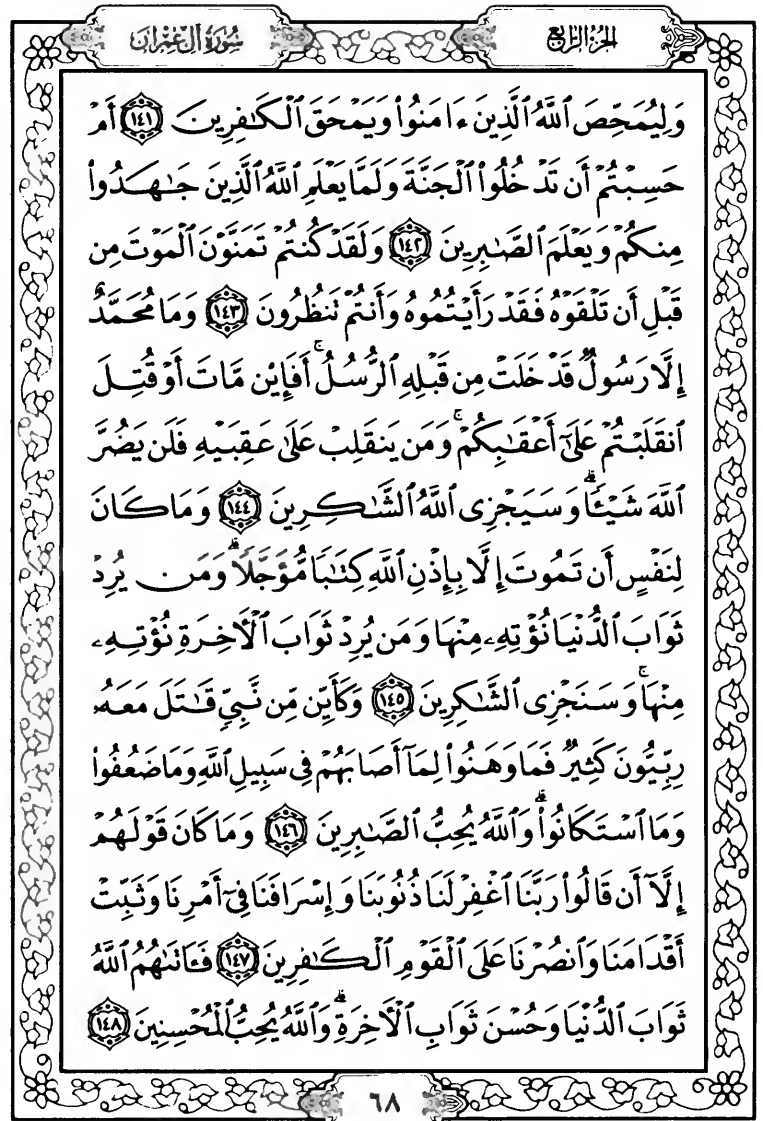 الجزء الرابع
سورة آل عمران
وَلِيُمَحِّصَ ٱللَّهُ ٱلَّذِينَ ءَامَنُوا۟ وَيَمْحَقَ ٱلْكَـٰفِرِينَ ١٤١ أَمْ
حَسِبْتُمْ أَن تَدْخُلُوا۟ ٱلْجَنَّةَ وَلَمَّا يَعْلَمِ ٱللَّهُ ٱلَّذِينَ جَـٰهَدُوا۟
مِنكُمْ وَيَعْلَمَ ٱلصَّـٰبِرِينَ ١٤٢ وَلَقَدْ كُنتُمْ تَمَنَّوْنَ ٱلْمَوْتَ مِن
قَبْلِ أَن تَلْقَوْهُ فَقَدْ رَأَيْتُمُوهُ وَأَنتُمْ تَنظُرُونَ ١٤٣ وَمَا مُحَمَّدٌ
إِلَّا رَسُولٌ قَدْ خَلَتْ مِن قَبْلِهِ ٱلرُّسُلُ ۚ أَفَإِي۟ن مَّاتَ أَوْ قُتِلَ
ٱنقَلَبْتُمْ عَلَىٰٓ أَعْقَـٰبِكُمْ ۚ وَمَن يَنقَلِبْ عَلَىٰ عَقِبَيْهِ فَلَن يَضُرَّ
ٱللَّهَ شَيْـًٔا ۗ وَسَيَجْزِى ٱللَّهُ ٱلشَّـٰكِرِينَ ١٤٤ وَمَا كَانَ
لِنَفْسٍ أَن تَمُوتَ إِلَّا بِإِذْنِ ٱللَّهِ كِتَـٰبًا مُّؤَجَّلًا ۗ وَمَن يُرِدْ
ثَوَابَ ٱلدُّنْيَا نُؤْتِهِۦ مِنْهَا وَمَن يُرِدْ ثَوَابَ ٱلْـَٔاخِرَةِ نُؤْتِهِۦ
مِنْهَا ۚ وَسَنَجْزِى ٱلشَّـٰكِرِينَ ١٤٥ وَكَأَيِّن مِّن نَّبِىٍّ قَـٰتَلَ مَعَهُۥ
رِبِّيُّونَ كَثِيرٌ فَمَا وَهَنُوا۟ لِمَآ أَصَابَهُمْ فِى سَبِيلِ ٱللَّهِ وَمَا ضَعُفُوا۟
وَمَا ٱسْتَكَانُوا۟ ۗ وَٱللَّهُ يُحِبُّ ٱلصَّـٰبِرِينَ ١٤٦ وَمَا كَانَ قَوْلَهُمْ
إِلَّآ أَن قَالُوا۟ رَبَّنَا ٱغْفِرْ لَنَا ذُنُوبَنَا وَإِسْرَافَنَا فِىٓ أَمْرِنَا وَثَبِّتْ
أَقْدَامَنَا وَٱنصُرْنَا عَلَى ٱلْقَوْمِ ٱلْكَـٰفِرِينَ ١٤٧ فَـَٔاتَىٰهُمُ ٱللَّهُ
ثَوَابَ ٱلدُّنْيَا وَحُسْنَ ثَوَابِ ٱلْـَٔاخِرَةِ ۗ وَٱللَّهُ يُحِبُّ ٱلْمُحْسِنِينَ ١٤٨
٦٨